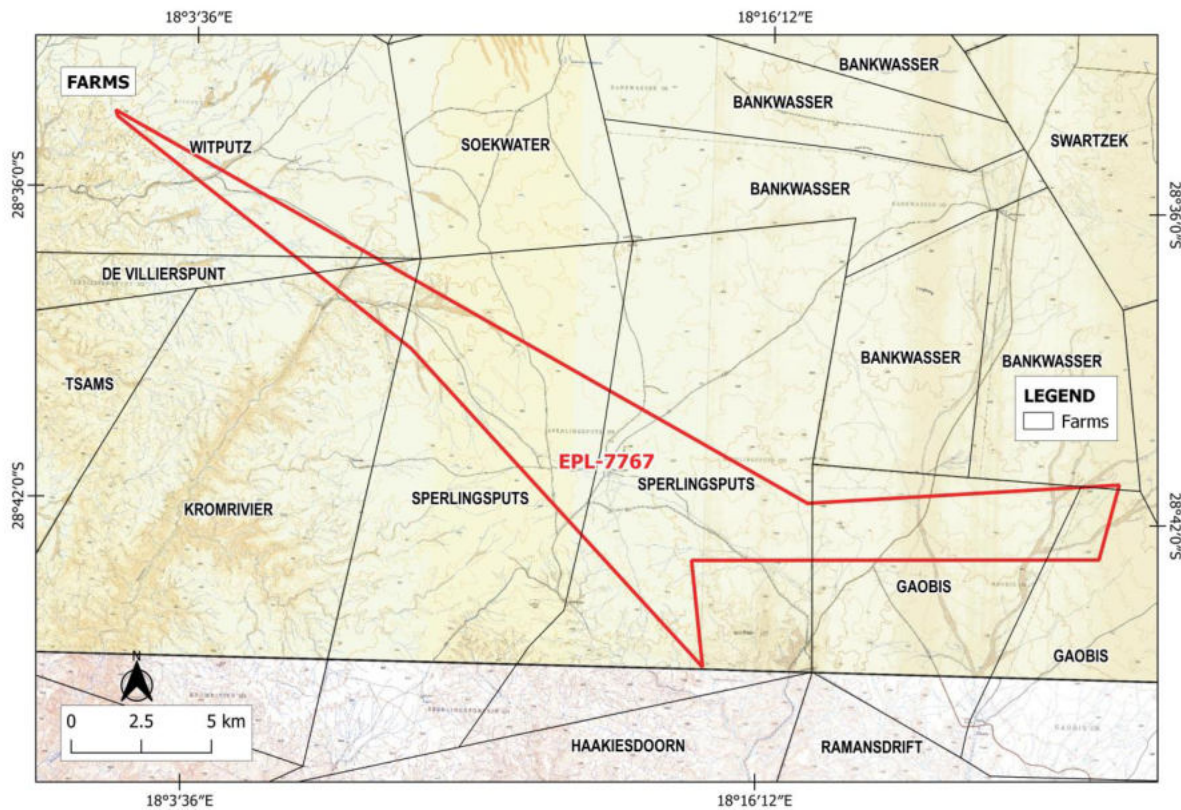 18°3'36"E
18°16'12"E
FARMS
BANKWASSER
BANKWASSER
WITPUTZ
SOEKWATER
SWARTZEK
28°36'0"S
BANKWASSER
28°36'0"S
DE VILLIERSPUNT
TSAMS
BANKWASSER
BANKWASSER
LEGEND
Farms
EPL-7767
SPERLINGSPUTS
28°42'0"S
SPERLINGSPUTS
KROMRIVIER
28°42'0"S
GAOBIS
GAOBIS
N
0 2.5 5 km
HAAKIESDOORN
RAMANSDRIFT
18°3'36"E
18°16'12"E